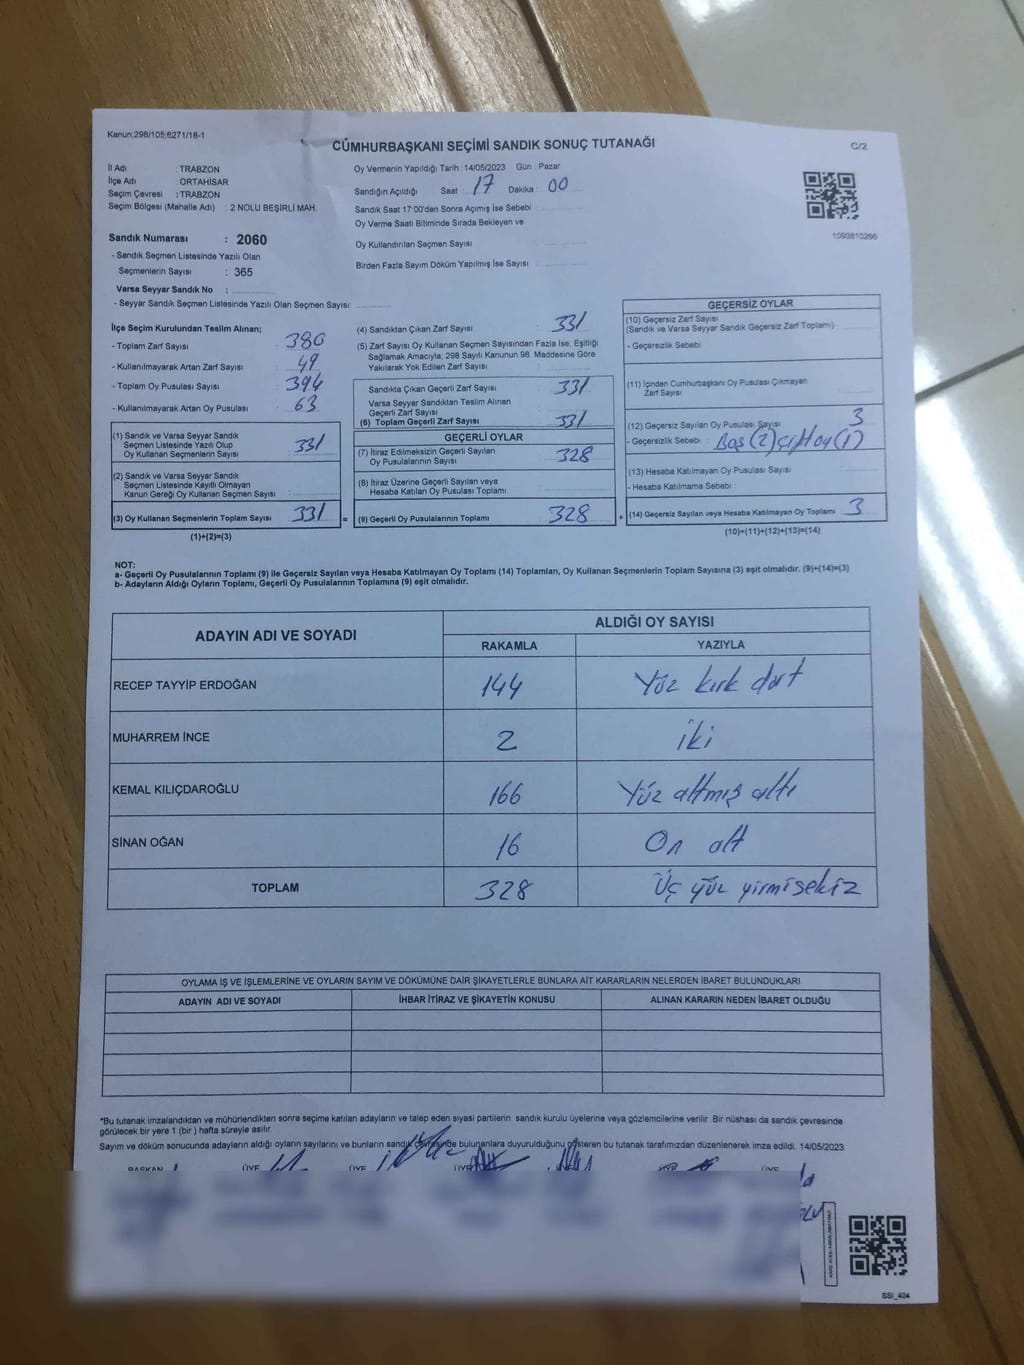 Kanun;298/105;6271/18-1
CUMHURBAŞKANI SEÇİMİ SANDIK SONUÇ TUTANAĞI
C/2
İl Adı : TRABZON
İlçe Adı : ORTAHİSAR
Seçim Çevresi : TRABZON
Seçim Bölgesi (Mahalle Adı) : 2 NOLU BEŞİRLİ MAH.
Sandık Numarası : 2060
- Sandık Seçmen Listesinde Yazılı Olan
Seçmenlerin Sayısı : 365
Varsa Seyyar Sandık No :
- Seyyar Sandık Seçmen Listesinde Yazılı Olan Seçmen Sayısı:
Oy Vermenin Yapıldığı Tarih :14/05/2023 Gün : Pazar
Sandığın Açıldığı Saat : 17 Dakika : 00
Sandık Saat 17:00'den Sonra Açımış İse Sebebi :
Oy Verme Saati Bitiminde Sırada Bekleyen ve
Oy Kullandırılan Seçmen Sayısı :
Birden Fazla Sayım Döküm Yapılmış İse Sayısı :
1093810266
İlçe Seçim Kurulundan Teslim Alınan;
- Toplam Zarf Sayısı : 380
- Kullanılmayarak Artan Zarf Sayısı : 49
- Toplam Oy Pusulası Sayısı : 394
- Kullanılmayarak Artan Oy Pusulası : 63
(1) Sandık ve Varsa Seyyar Sandık
Seçmen Listesinde Yazılı Olup
Oy Kullanan Seçmenlerin Sayısı : 331
(2) Sandık ve Varsa Seyyar Sandık
Seçmen Listesinde Kayıtlı Olmayan
Kanun Gereği Oy Kullanan Seçmen Sayısı :
(3) Oy Kullanan Seçmenlerin Toplam Sayısı : 331 =
(1)+(2)=(3)
(4) Sandıktan Çıkan Zarf Sayısı : 331
(5) Zarf Sayısı Oy Kullanan Seçmen Sayısından Fazla İse, Eşitliği
Sağlamak Amacıyla; 298 Sayılı Kanunun 98. Maddesine Göre
Yakılarak Yok Edilen Zarf Sayısı :
Sandıkta Çıkan Geçerli Zarf Sayısı : 331
Varsa Seyyar Sandıktan Teslim Alınan
Geçerli Zarf Sayısı :
(6) Toplam Geçerli Zarf Sayısı : 331
GEÇERLİ OYLAR
(7) İtiraz Edilmeksizin Geçerli Sayılan
Oy Pusulalarının Sayısı : 328
(8) İtiraz Üzerine Geçerli Sayılan veya
Hesaba Katılan Oy Pusulası Toplamı :
(9) Geçerli Oy Pusulalarının Toplamı : 328 +
GEÇERSİZ OYLAR
(10) Geçersiz Zarf Sayısı
(Sandık ve Varsa Seyyar Sandık Geçersiz Zarf Toplamı) :
- Geçersizlik Sebebi :
(11) İçinden Cumhurbaşkanı Oy Pusulası Çıkmayan
Zarf Sayısı :
(12) Geçersiz Sayılan Oy Pusulası Sayısı : 3
- Geçersizlik Sebebi : Boş (2) çift oy (1)
(13) Hesaba Katılmayan Oy Pusulası Sayısı :
- Hesaba Katılmama Sebebi :
(14) Geçersiz Sayılan veya Hesaba Katılmayan Oy Toplamı : 3
(10)+(11)+(12)+(13)=(14)
NOT:
a- Geçerli Oy Pusulalarının Toplamı (9) ile Geçersiz Sayılan veya Hesaba Katılmayan Oy Toplamı (14) Toplamları, Oy Kullanan Seçmenlerin Toplam Sayısına (3) eşit olmalıdır. (9)+(14)=(3)
b- Adayların Aldığı Oyların Toplamı, Geçerli Oy Pusulalarının Toplamına (9) eşit olmalıdır.
ADAYIN ADI VE SOYADI ALDIĞI OY SAYISI
RAKAMLA YAZIYLA
RECEP TAYYİP ERDOĞAN 144 Yüz kırk dört
MUHARREM İNCE 2 iki
KEMAL KILIÇDAROĞLU 166 Yüz altmış altı
SİNAN OĞAN 16 On alt
TOPLAM 328 Üç yüz yirmisekiz
OYLAMA İŞ VE İŞLEMLERİNE VE OYLARIN SAYIM VE DÖKÜMÜNE DAİR ŞİKAYETLERLE BUNLARA AİT KARARLARIN NELERDEN İBARET BULUNDUKLARI
ADAYIN ADI VE SOYADI İHBAR İTİRAZ VE ŞİKAYETİN KONUSU ALINAN KARARIN NEDEN İBARET OLDUĞU
*Bu tutanak imzalandıktan ve mühürlendikten sonra seçime katılan adayların ve talep eden siyasi partilerin sandık kurulu üyelerine veya gözlemcilerine verilir. Bir nüshası da sandık çevresinde
görülecek bir yere 1 (bir) hafta süreyle asılır.
Sayım ve döküm sonucunda adayların aldığı oyların sayılarını ve bunların sandık çevresinde bulunanlara duyurulduğunu gösteren bu tutanak tarafımızdan düzenlenerek imza edildi. 14/05/2023
BAŞKAN ÜYE ÜYE ÜYE ÜYE ÜYE
SSI_404